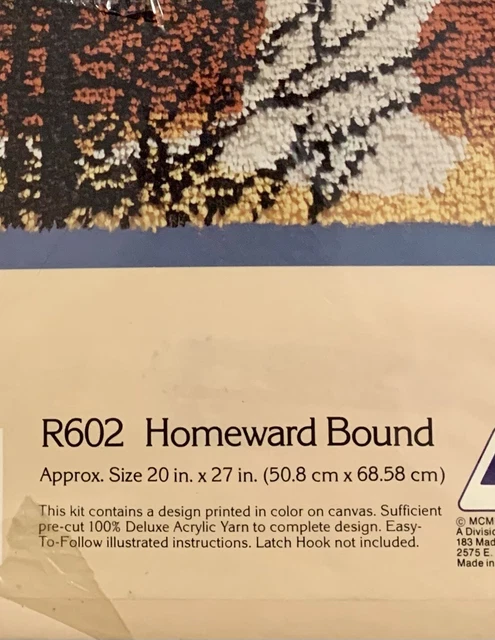 R602 Homeward Bound
Approx. Size 20 in. x 27 in. (50.8 cm x 68.58 cm)
This kit contains a design printed in color on canvas. Sufficient
pre-cut 100% Deluxe Acrylic Yarn to complete design. Easy-
To-Follow illustrated instructions. Latch Hook not included.
© MCM
A Divisio
183 Mad
2575 E.
Made in